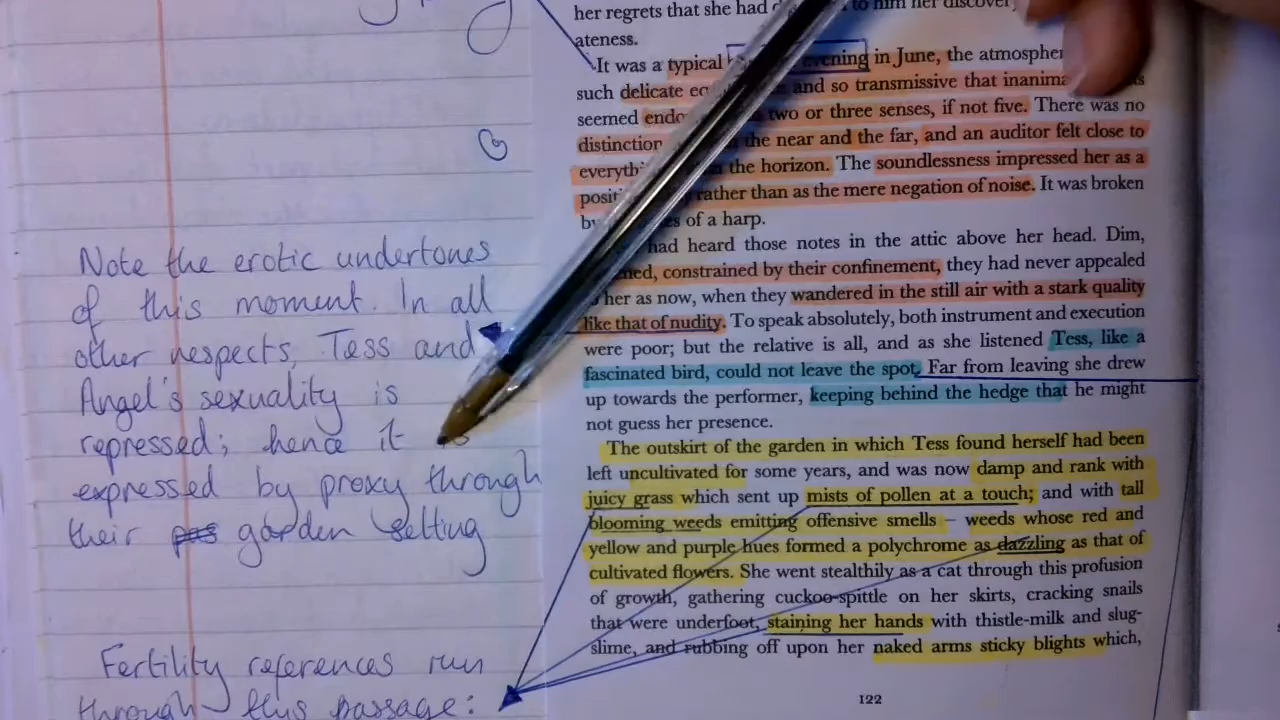 Note the erotic undertones
of this moment. In all
other respects, Tess and
Angel's sexuality is
repressed; hence it
expressed by proxy through
their garden setting
Fertility references run
through this passage:
her regrets that she had to him her
ateness.
It was a typical evening in June, the
such delicate and so transmissive that
seemed two or three senses, if not five. There was no
distinction the near and the far, and an auditor felt close to
the horizon. The soundlessness impressed her as a
rather than as the mere negation of noise. It was broken
of a harp.
had heard those notes in the attic above her head. Dim,
constrained by their confinement, they had never appealed
her as now, when they wandered in the still air with a stark quality
like that of nudity. To speak absolutely, both instrument and execution
were poor; but the relative is all, and as she listened Tess, like a
fascinated bird, could not leave the spot. Far from leaving she drew
up towards the performer, keeping behind the hedge that he might
not guess her presence.
The outskirt of the garden in which Tess found herself had been
left uncultivated for some years, and was now damp and rank with
juicy grass which sent up mists of pollen at a touch; and with tall
blooming weeds emitting offensive smells – weeds whose red and
yellow and purple hues formed a polychrome as dazzling as that of
cultivated flowers. She went stealthily as a cat through this profusion
of growth, gathering cuckoo-spittle on her skirts, cracking snails
that were underfoot, staining her hands with thistle-milk and slug-
slime, and rubbing off upon her naked arms sticky blights which,
122